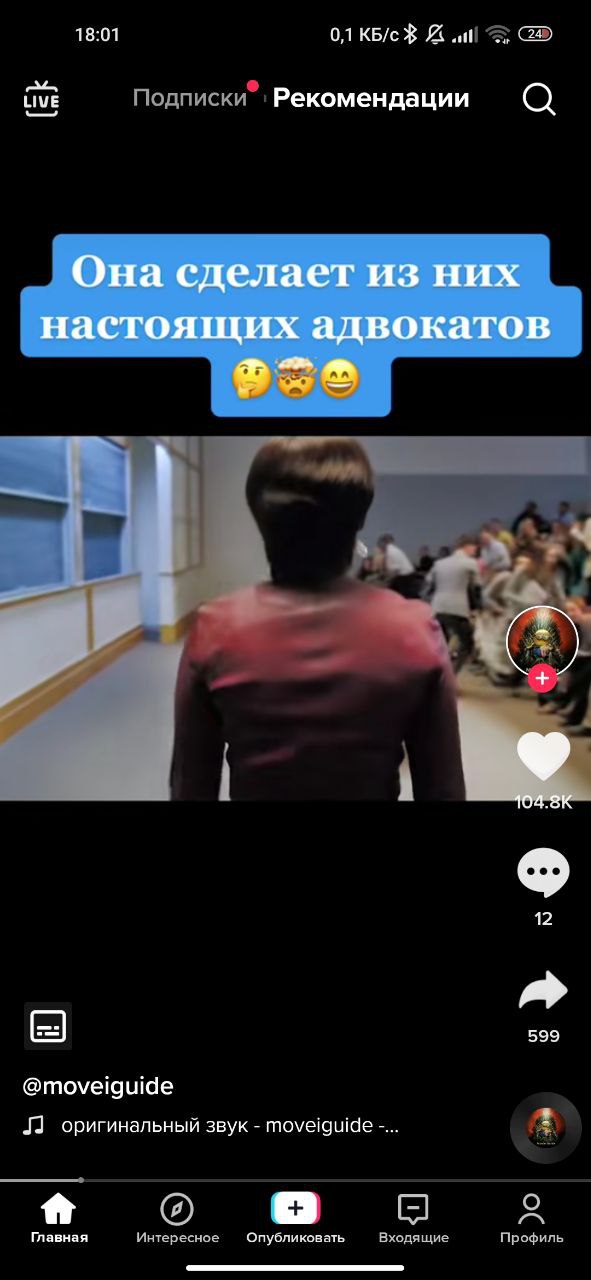 18:01
0,1 КБ/с
24
LIVE
Подписки
Рекомендации
Она сделает из них
настоящих адвокатов
🤔🤯😄
104.8K
12
599
@moveiguide
оригинальный звук - moveiguide -...
Главная
Интересное
Опубликовать
Входящие
Профиль